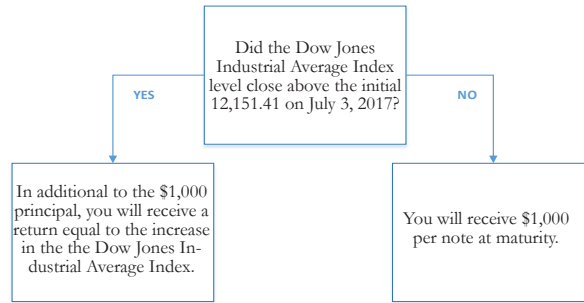 Did the Dow Jones
Industrial Average Index
level close above the initial
12,151.41 on July 3, 2017?
YES
NO
In additional to the $1,000
principal, you will receive a
return equal to the increase
in the the Dow Jones In-
dustrial Average Index.
You will receive $1,000
per note at maturity.